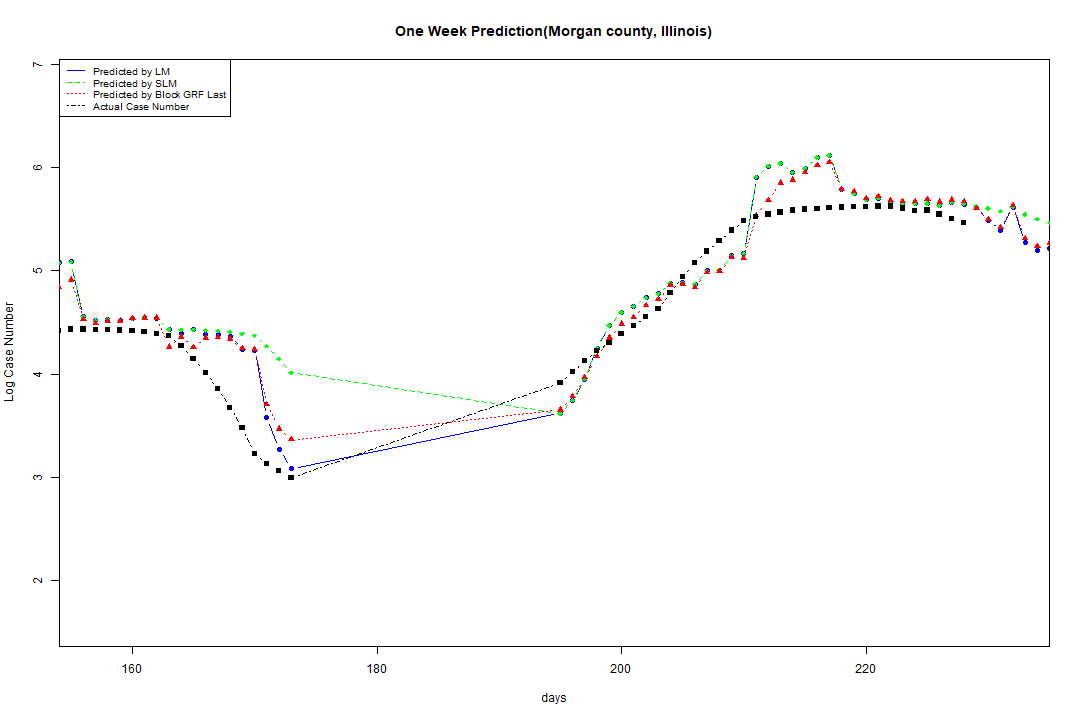 One Week Prediction(Morgan county, Illinois)
7
Predicted by LM
Predicted by SLM
Predicted by Block GRF Last
Actual Case Number
6
5
4
3
2
Log Case Number
160 180 200 220
days